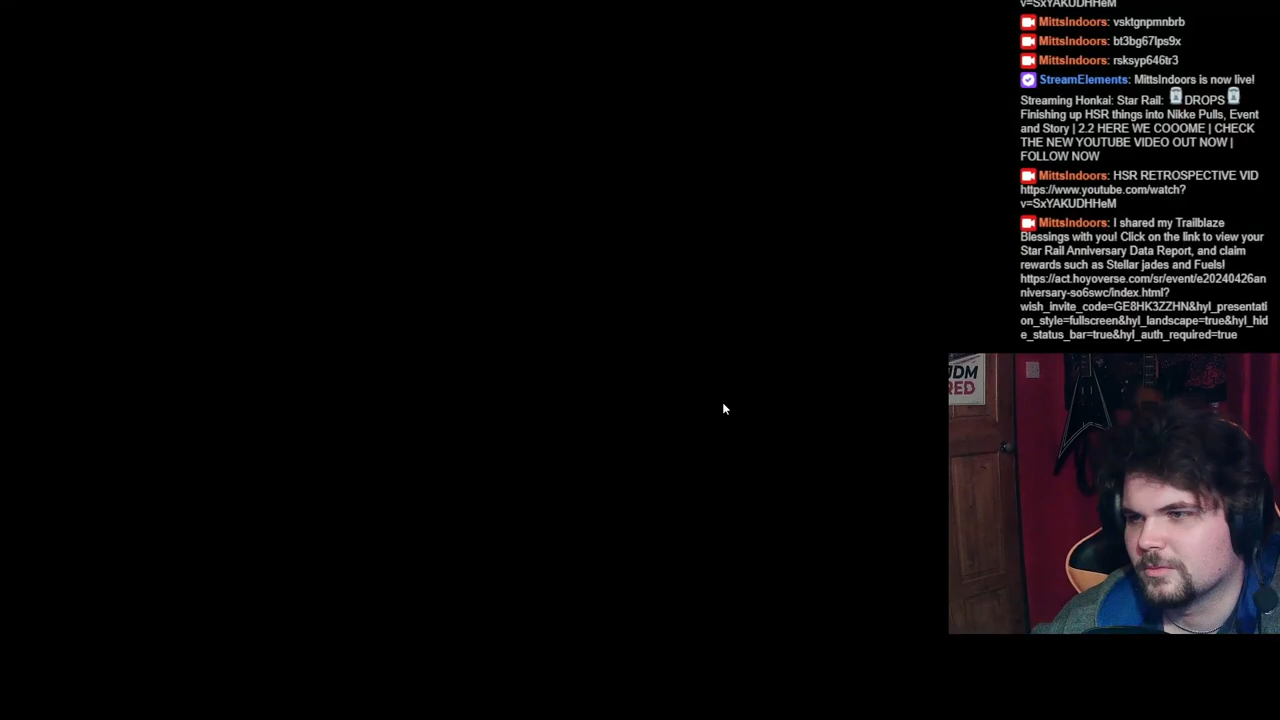 v=SxYAKUDHHeM
MittsIndoors: vsktgnpmnbrb
MittsIndoors: bt3bg67lps9x
MittsIndoors: rsksyp646tr3
StreamElements: MittsIndoors is now live!
Streaming Honkai: Star Rail: DROPS
Finishing up HSR things into Nikke Pulls, Event
and Story | 2.2 HERE WE COOOME | CHECK
THE NEW YOUTUBE VIDEO OUT NOW |
FOLLOW NOW
MittsIndoors: HSR RETROSPECTIVE VID
https://www.youtube.com/watch?
v=SxYAKUDHHeM
MittsIndoors: I shared my Trailblaze
Blessings with you! Click on the link to view your
Star Rail Anniversary Data Report, and claim
rewards such as Stellar jades and Fuels!
https://act.hoyoverse.com/sr/event/e20240426an
niversary-so6swc/index.html?
wish_invite_code=GE8HK3ZZHN&hyl_presentati
on_style=fullscreen&hyl_landscape=true&hyl_hid
e_status_bar=true&hyl_auth_required=true
JDM
RED